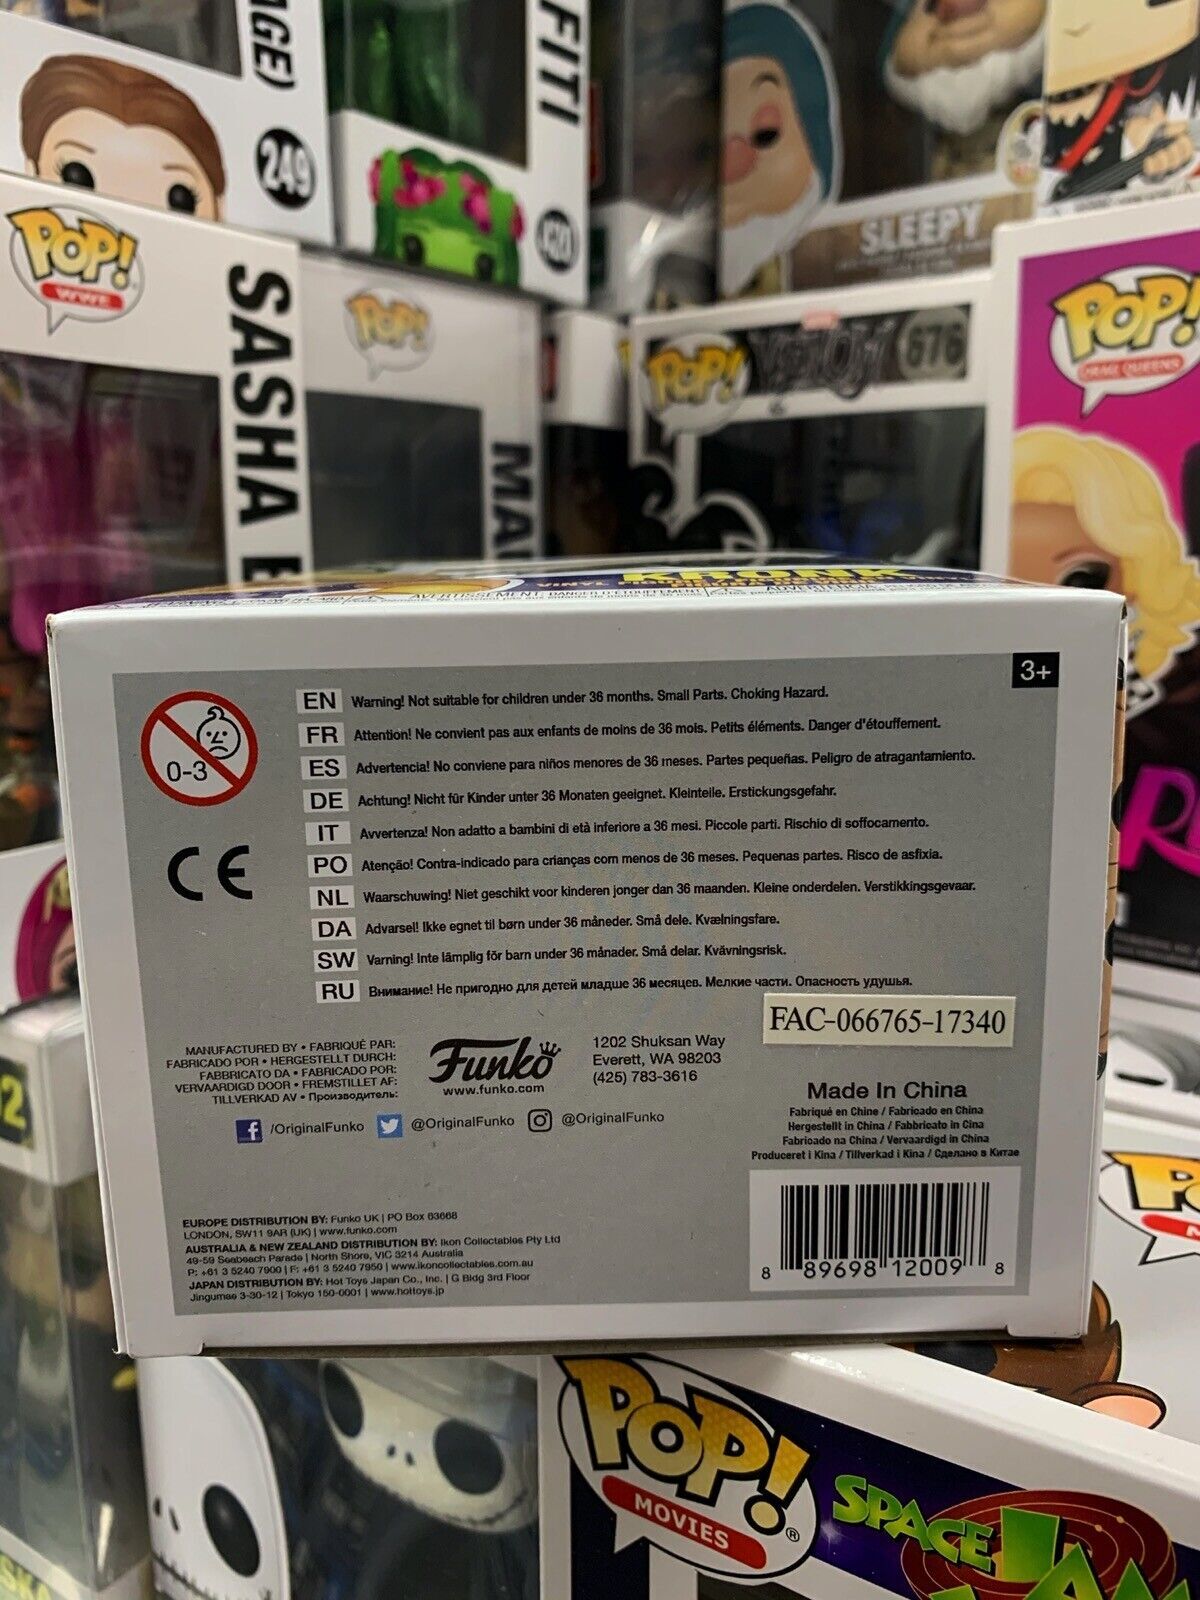 AGE)
249
FITI
420
SLEEPY
POP!
WWE
SASHA
POP!
MA
POP!
VENOM
676
POP!
DRAG QUEENS
KRONK
3+
0-3
CE
EN Warning! Not suitable for children under 36 months. Small Parts. Choking Hazard.
FR Attention! Ne convient pas aux enfants de moins de 36 mois. Petits éléments. Danger d'étouffement.
ES Advertencia! No conviene para niños menores de 36 meses. Partes pequeñas. Peligro de atragantamiento.
DE Achtung! Nicht für Kinder unter 36 Monaten geeignet. Kleinteile. Erstickungsgefahr.
IT Avvertenza! Non adatto a bambini di età inferiore a 36 mesi. Piccole parti. Rischio di soffocamento.
PO Atenção! Contra-indicado para crianças com menos de 36 meses. Pequenas partes. Risco de asfixia.
NL Waarschuwing! Niet geschikt voor kinderen jonger dan 36 maanden. Kleine onderdelen. Verstikkingsgevaar.
DA Advarsel! Ikke egnet til børn under 36 måneder. Små dele. Kvælningsfare.
SW Varning! Inte lämplig för barn under 36 månader. Små delar. Kvävningsrisk.
RU Внимание! Не пригодно для детей младше 36 месяцев. Мелкие части. Опасность удушья.
FAC-066765-17340
MANUFACTURED BY • FABRIQUÉ PAR:
FABRICADO POR • HERGESTELLT DURCH:
FABBRICATO DA • FABRICADO POR:
VERVAARDIGD DOOR • FREMSTILLET AF:
TILLVERKAD AV • Производитель:
Funko
www.funko.com
1202 Shuksan Way
Everett, WA 98203
(425) 783-3616
/OriginalFunko @OriginalFunko @OriginalFunko
Made In China
Fabriqué en Chine / Fabricado en China
Hergestellt in China / Fabbricato in Cina
Fabricado na China / Vervaardigd in China
Produceret i Kina / Tillverkad i Kina / Сделано в Китае
EUROPE DISTRIBUTION BY: Funko UK | PO Box 63668
LONDON, SW11 9AR (UK) | www.funko.com
AUSTRALIA & NEW ZEALAND DISTRIBUTION BY: Ikon Collectables Pty Ltd
49-59 Seabeach Parade | North Shore, VIC 3214 Australia
P: +61 3 5240 7900 | F: +61 3 5240 7950 | www.ikoncollectables.com.au
JAPAN DISTRIBUTION BY: Hot Toys Japan Co., Inc. | G Bldg 3rd Floor
Jingumae 3-30-12 | Tokyo 150-0001 | www.hottoys.jp
8 89698 12009 8
POP!
MOVIES
®
SPACE